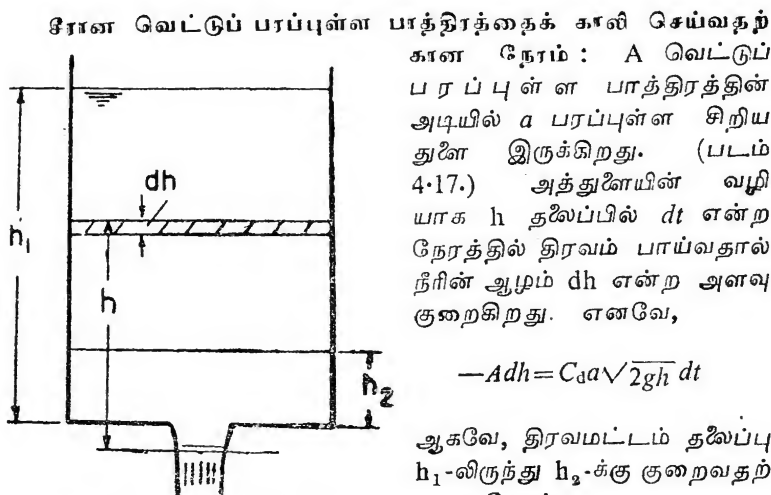 சீரான வெட்டுப் பரப்புள்ள பாத்திரத்தைக் காலி செய்வதற்
கான நேரம் : A வெட்டுப்
பரப்புள்ள பாத்திரத்தின்
அடியில் a பரப்புள்ள சிறிய
துளை இருக்கிறது. (படம்
4·17.) அத்துளையின் வழி
யாக h தலைப்பில் dt என்ற
நேரத்தில் திரவம் பாய்வதால்
நீரின் ஆழம் dh என்ற அளவு
குறைகிறது. எனவே,
—Adh=C_d a√2gh dt
ஆகவே, திரவமட்டம் தலைப்பு
h₁-லிருந்து h₂-க்கு குறைவதற்
dh
h₁
h
h₂